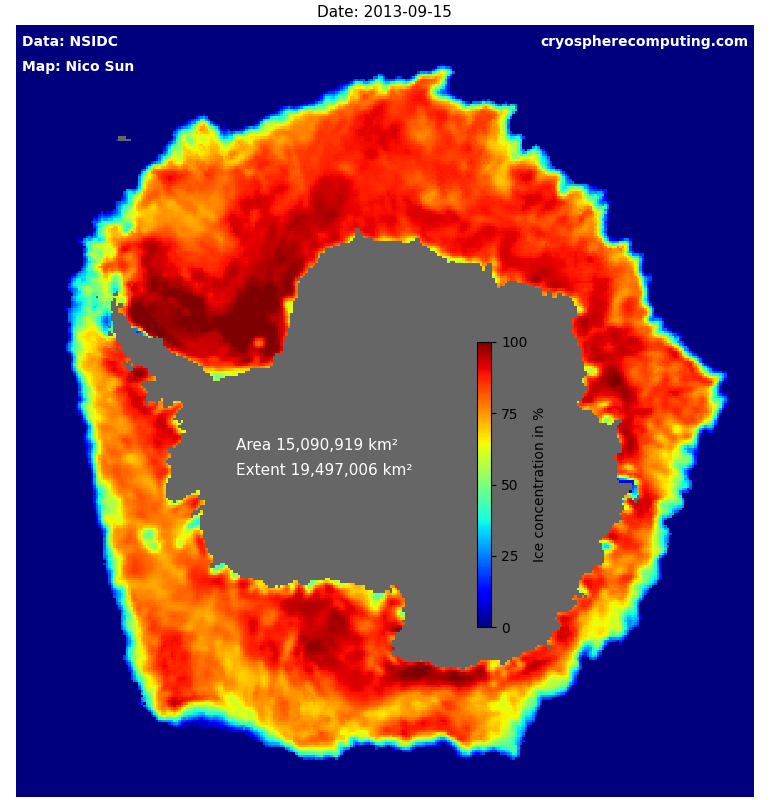 Date: 2013-09-15
Data: NSIDC
cryospherecomputing.com
Map: Nico Sun
100
75
50
25
0
Ice concentration in %
Area 15,090,919 km²
Extent 19,497,006 km²